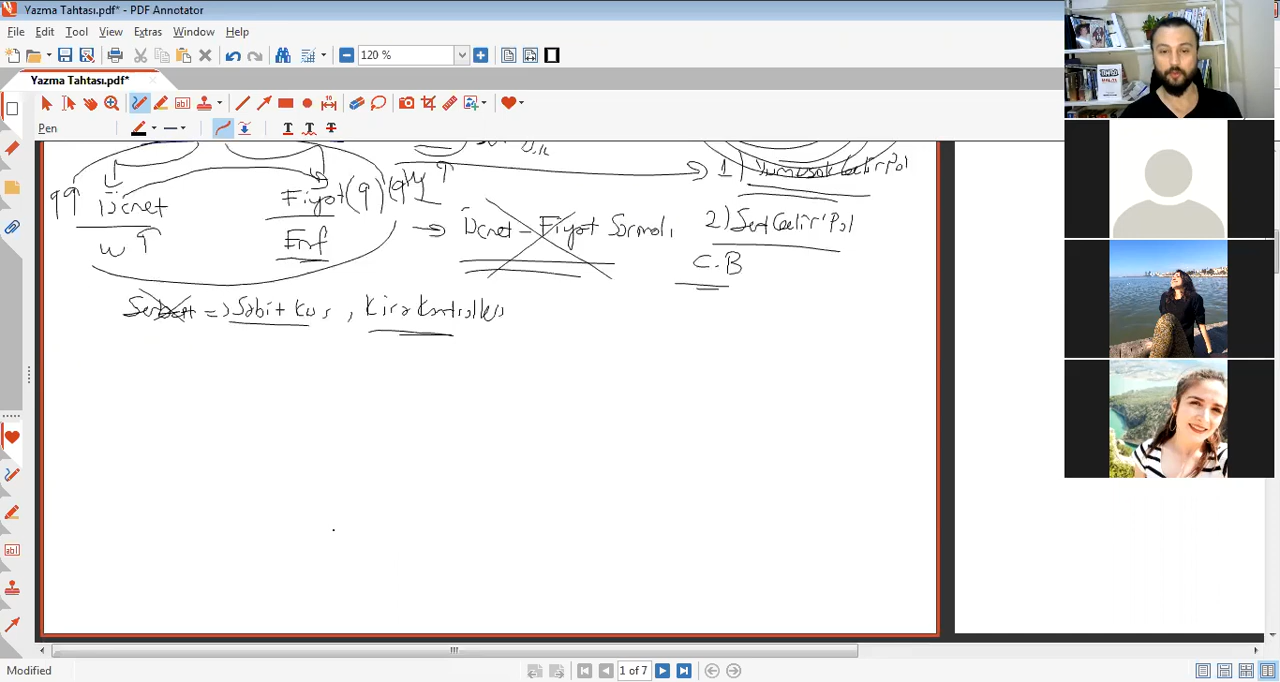 Yazma Tahtası.pdf* - PDF Annotator
File Edit Tool View Extras Window Help
120 %
Yazma Tahtası.pdf*
Pen
1) Yumuşak Gelir Pol
Ücret Fiyat (9) (9)
w Enf
Ücret - Fiyat Sarmalı
2) Sert Gelir Pol
C.B
Serbest => Sabit Kur, Kira Kontrolleri
Modified
1 of 7